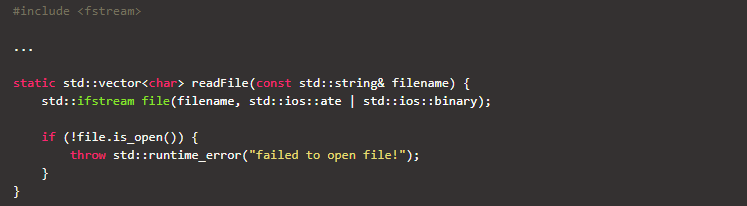 #include <fstream>
...
static std::vector<char> readFile(const std::string& filename) {
    std::ifstream file(filename, std::ios::ate | std::ios::binary);
    if (!file.is_open()) {
        throw std::runtime_error("failed to open file!");
    }
}